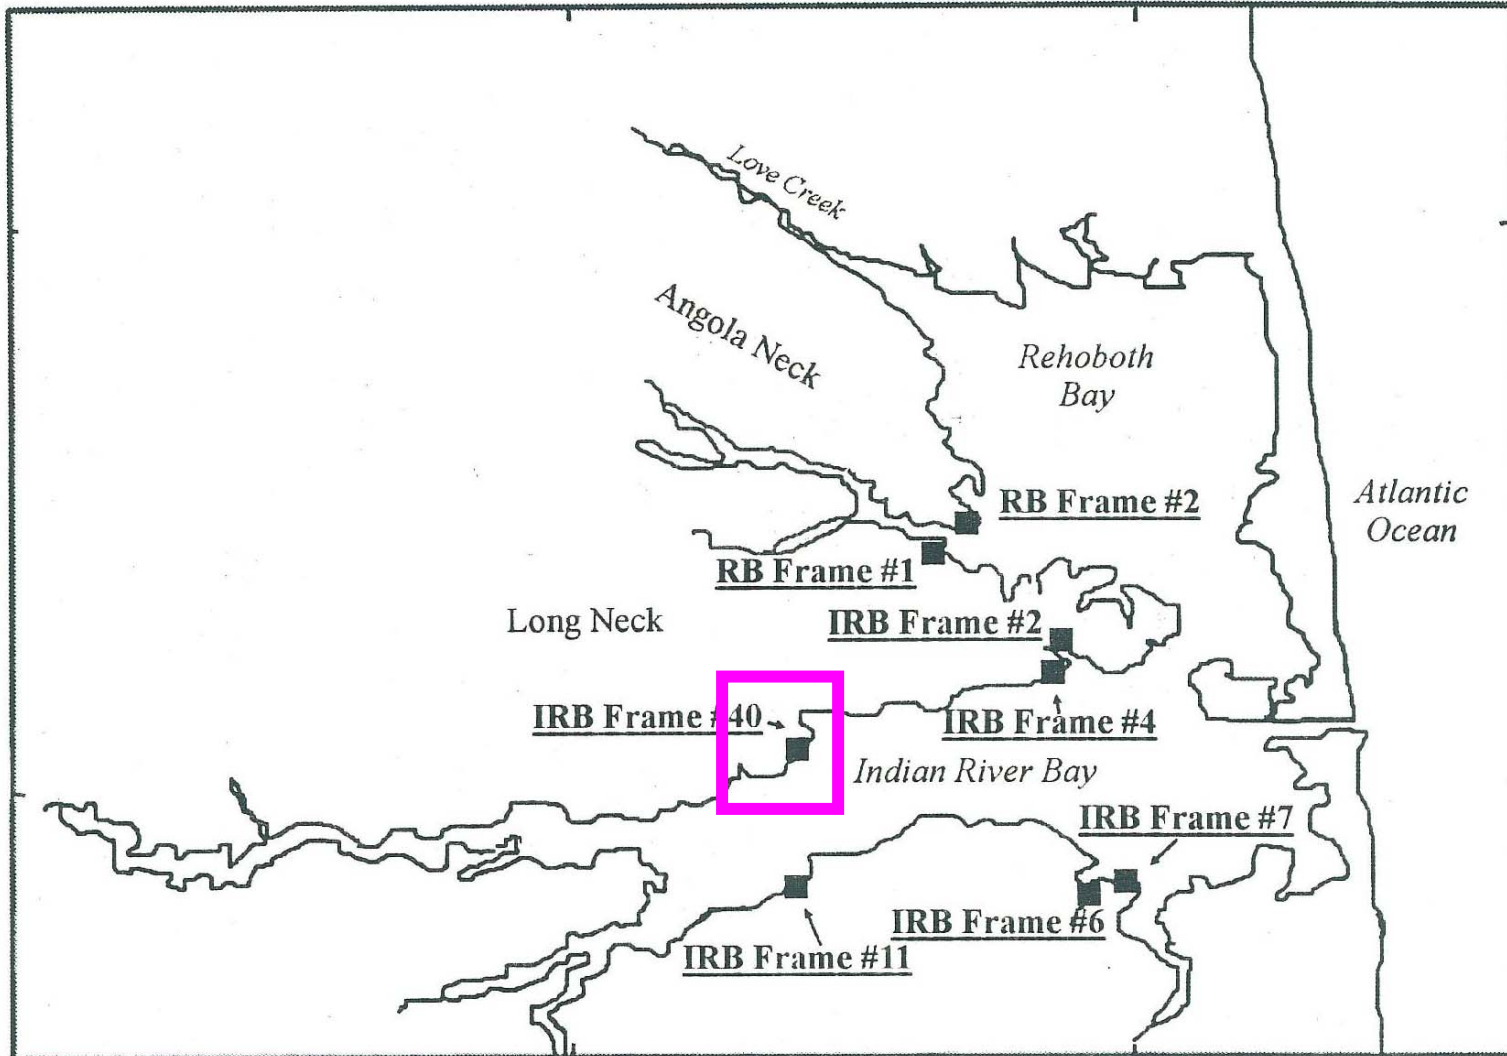 Love Creek
Angola Neck
Rehoboth
Bay
RB Frame #2
Atlantic
Ocean
RB Frame #1
Long Neck
IRB Frame #2
IRB Frame #40
IRB Frame #4
Indian River Bay
IRB Frame #7
IRB Frame #6
IRB Frame #11